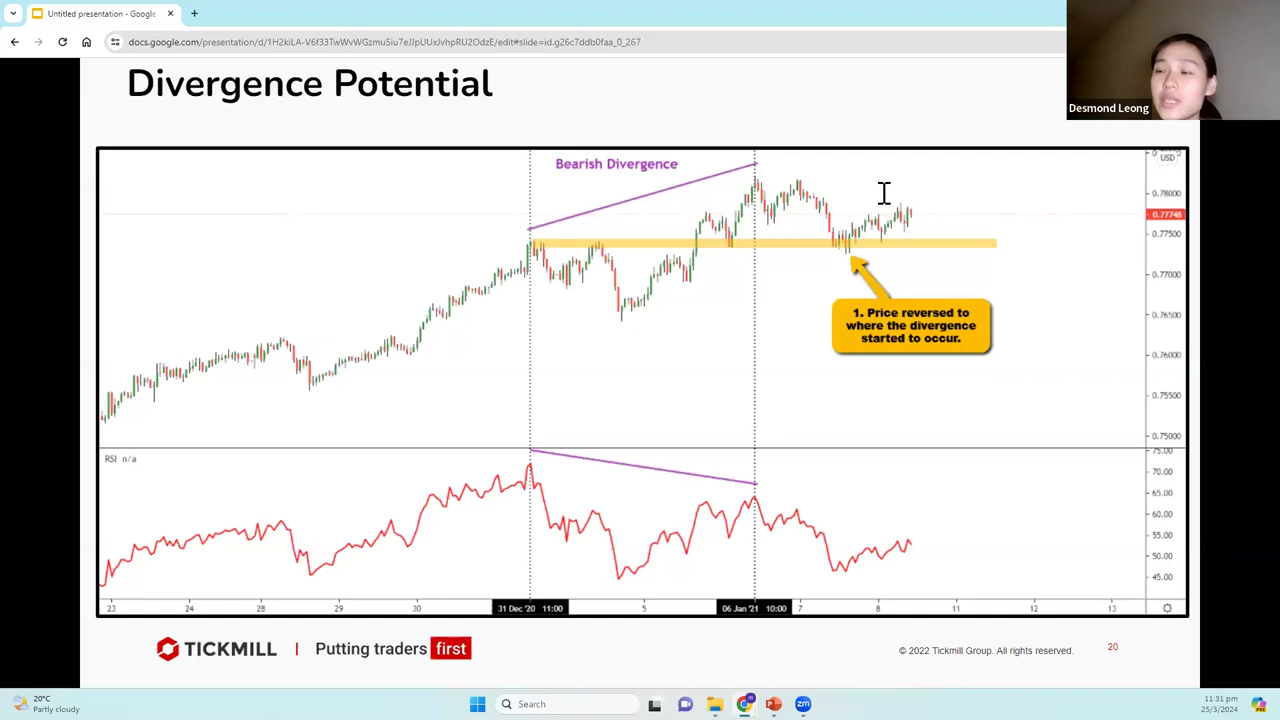 Untitled presentation - Google
docs.google.com/presentation/d/1H2kiLA-V6f33TwWvWGzmu5iu7eJJpUUxJvhpRU2OdzE/edit#slide=id.g26c7ddb0faa_0_267
Desmond Leong
Divergence Potential
Bearish Divergence
USD
0.78000
0.77748
0.77500
0.77000
0.76500
0.76000
0.75500
0.75000
1. Price reversed to
where the divergence
started to occur.
RSI n/a
75.00
70.00
65.00
60.00
55.00
50.00
45.00
23 24 28 29 30 31 Dec '20 11:00 5 06 Jan '21 10:00 7 8 11 12 13
TICKMILL | Putting traders first
© 2022 Tickmill Group. All rights reserved. 20
20°C
Partly cloudy
Search
zm
11:31 pm
25/3/2024